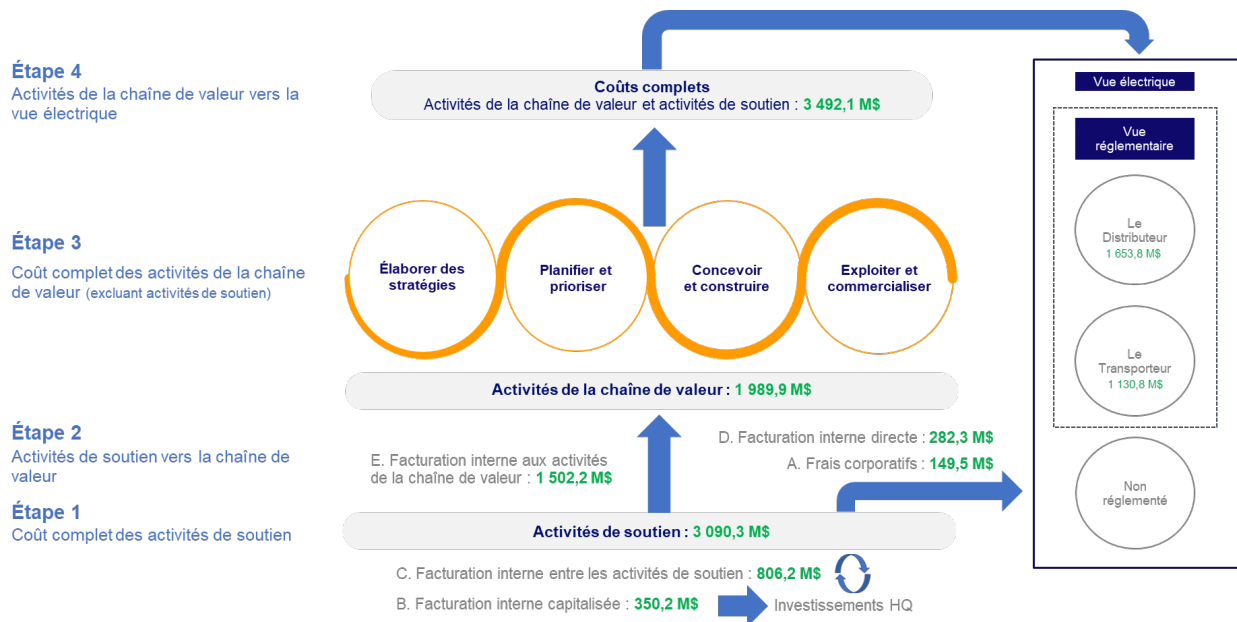 Étape 4
Activités de la chaîne de valeur vers la
vue électrique
Coûts complets
Activités de la chaîne de valeur et activités de soutien : 3 492,1 M$
Étape 3
Coût complet des activités de la chaîne
de valeur (excluant activités de soutien)
Élaborer des
stratégies
Planifier et
prioriser
Concevoir
et construire
Exploiter et
commercialiser
Activités de la chaîne de valeur : 1 989,9 M$
Étape 2
Activités de soutien vers la chaîne de
valeur
E. Facturation interne aux activités
de la chaîne de valeur : 1 502,2 M$
D. Facturation interne directe : 282,3 M$
A. Frais corporatifs : 149,5 M$
Étape 1
Coût complet des activités de soutien
Activités de soutien : 3 090,3 M$
C. Facturation interne entre les activités de soutien : 806,2 M$
B. Facturation interne capitalisée : 350,2 M$
Investissements HQ
Vue électrique
Vue
réglementaire
Le
Distributeur
1 653,8 M$
Le
Transporteur
1 130,8 M$
Non
réglementé